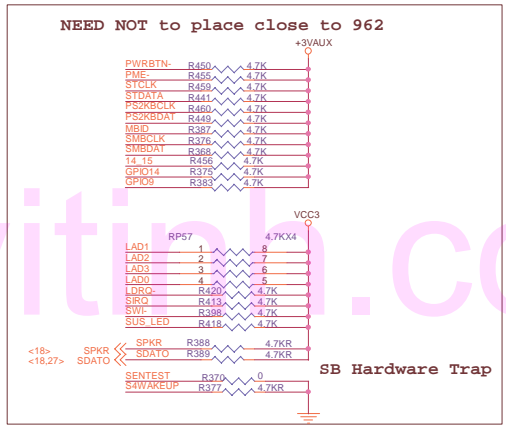 NEED NOT to place close to 962
+3VAUX
PWRBTN- R450 4.7K
PME- R455 4.7K
STCLK R459 4.7K
STDATA R441 4.7K
PS2KBCLK R460 4.7K
PS2KBDAT R449 4.7K
MBID R387 4.7K
SMBCLK R376 4.7K
SMBDAT R368 4.7K
14_15 R456 4.7K
GPIO14 R375 4.7K
GPIO9 R383 4.7K
VCC3
RP57 4.7KX4
LAD1 1 8
LAD2 2 7
LAD3 3 6
LAD0 4 5
LDRQ- R420 4.7K
SIRQ R413 4.7K
SWI- R398 4.7K
SUS_LED R418 4.7K
<18> SPKR SPKR R388 4.7KR
<18,27> SDATO SDATO R389 4.7KR
SB Hardware Trap
SENTEST R370 0
S4WAKEUP R377 4.7KR
vitinh.co